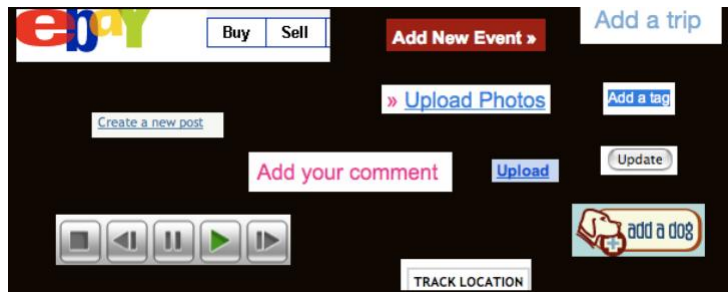 ebay
Buy
Sell
Add New Event »
Add a trip
» Upload Photos
Add a tag
Create a new post
Add your comment
Upload
Update
add a dog
TRACK LOCATION